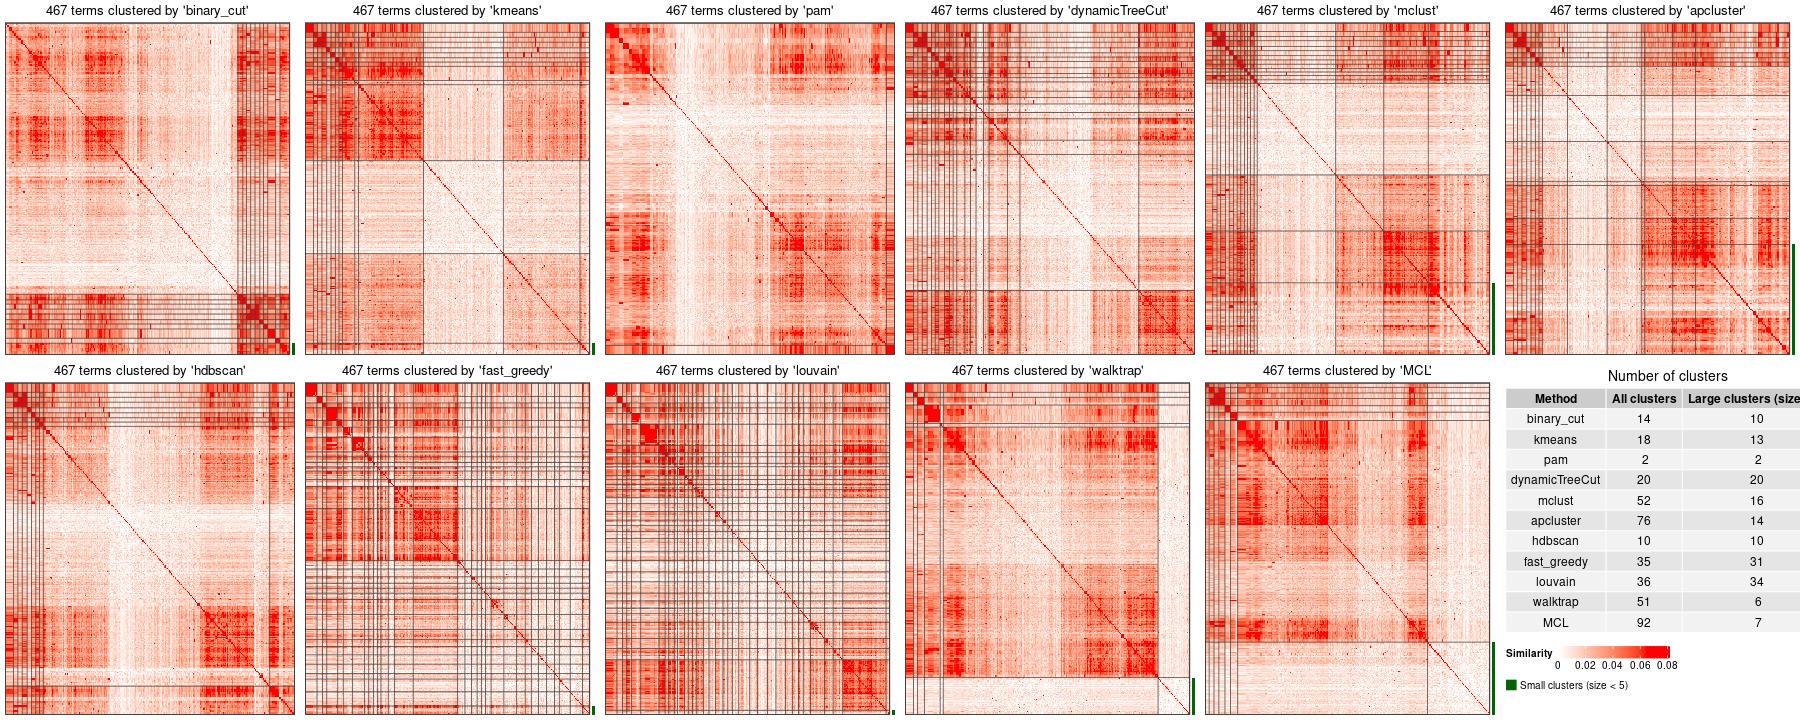 467 terms clustered by 'binary_cut'
467 terms clustered by 'kmeans'
467 terms clustered by 'pam'
467 terms clustered by 'dynamicTreeCut'
467 terms clustered by 'mclust'
467 terms clustered by 'apcluster'
467 terms clustered by 'hdbscan'
467 terms clustered by 'fast_greedy'
467 terms clustered by 'louvain'
467 terms clustered by 'walktrap'
467 terms clustered by 'MCL'
Number of clusters
Method All clusters Large clusters (size
binary_cut 14 10
kmeans 18 13
pam 2 2
dynamicTreeCut 20 20
mclust 52 16
apcluster 76 14
hdbscan 10 10
fast_greedy 35 31
louvain 36 34
walktrap 51 6
MCL 92 7
Similarity
0 0.02 0.04 0.06 0.08
Small clusters (size < 5)